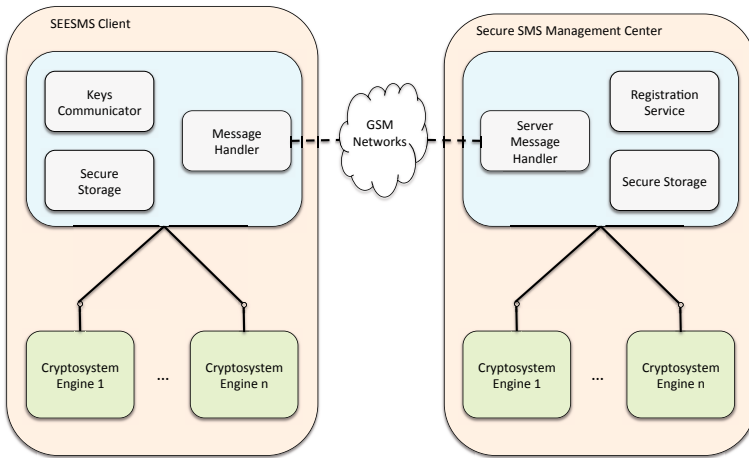 SEESMS Client
Keys
Communicator
Message
Handler
Secure
Storage
Cryptosystem
Engine 1
...
Cryptosystem
Engine n
GSM
Networks
Secure SMS Management Center
Server
Message
Handler
Registration
Service
Secure Storage
Cryptosystem
Engine 1
...
Cryptosystem
Engine n